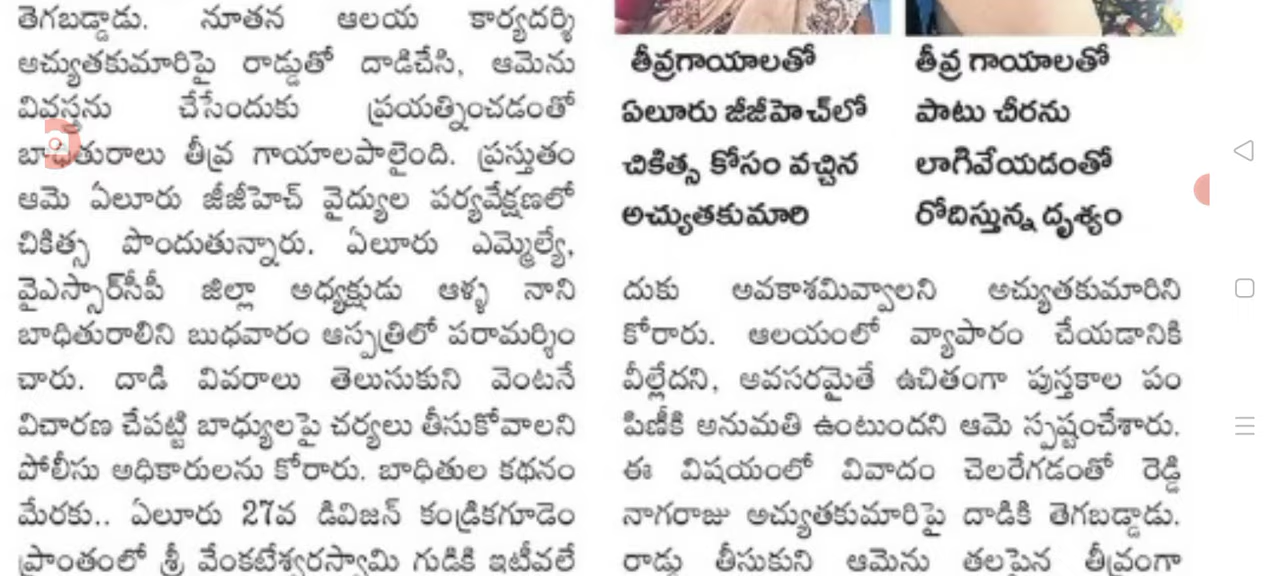 తెగబడ్డాడు. నూతన ఆలయ కార్యదర్శి
అచ్యుతకుమారిపై రాడ్డుతో దాడిచేసి, ఆమెను
వివస్త్రను చేసేందుకు ప్రయత్నించడంతో
బాధితురాలు తీవ్ర గాయాలపాలైంది. ప్రస్తుతం
ఆమె ఏలూరు జీజీహెచ్ వైద్యుల పర్యవేక్షణలో
చికిత్స పొందుతున్నారు. ఏలూరు ఎమ్మెల్యే,
వైఎస్సార్‌సీపీ జిల్లా అధ్యక్షుడు ఆళ్ళ నాని
బాధితురాలిని బుధవారం ఆస్పత్రిలో పరామర్శిం
చారు. దాడి వివరాలు తెలుసుకుని వెంటనే
విచారణ చేపట్టి బాధ్యులపై చర్యలు తీసుకోవాలని
పోలీసు అధికారులను కోరారు. బాధితుల కథనం
మేరకు.. ఏలూరు 27వ డివిజన్ కండ్రికగూడెం
ప్రాంతంలో శ్రీ వేంకటేశ్వరస్వామి గుడికి ఇటీవలే
తీవ్రగాయాలతో
ఏలూరు జీజీహెచ్‌లో
చికిత్స కోసం వచ్చిన
అచ్యుతకుమారి
తీవ్ర గాయాలతో
పాటు చీరను
లాగివేయడంతో
రోదిస్తున్న దృశ్యం
దుకు అవకాశమివ్వాలని అచ్యుతకుమారిని
కోరారు. ఆలయంలో వ్యాపారం చేయడానికి
వీల్లేదని, అవసరమైతే ఉచితంగా పుస్తకాల పం
పిణీకి అనుమతి ఉంటుందని ఆమె స్పష్టంచేశారు.
ఈ విషయంలో వివాదం చెలరేగడంతో రెడ్డి
నాగరాజు అచ్యుతకుమారిపై దాడికి తెగబడ్డాడు.
రాడ్డు తీసుకుని ఆమెను తలపైన తీవ్రంగా